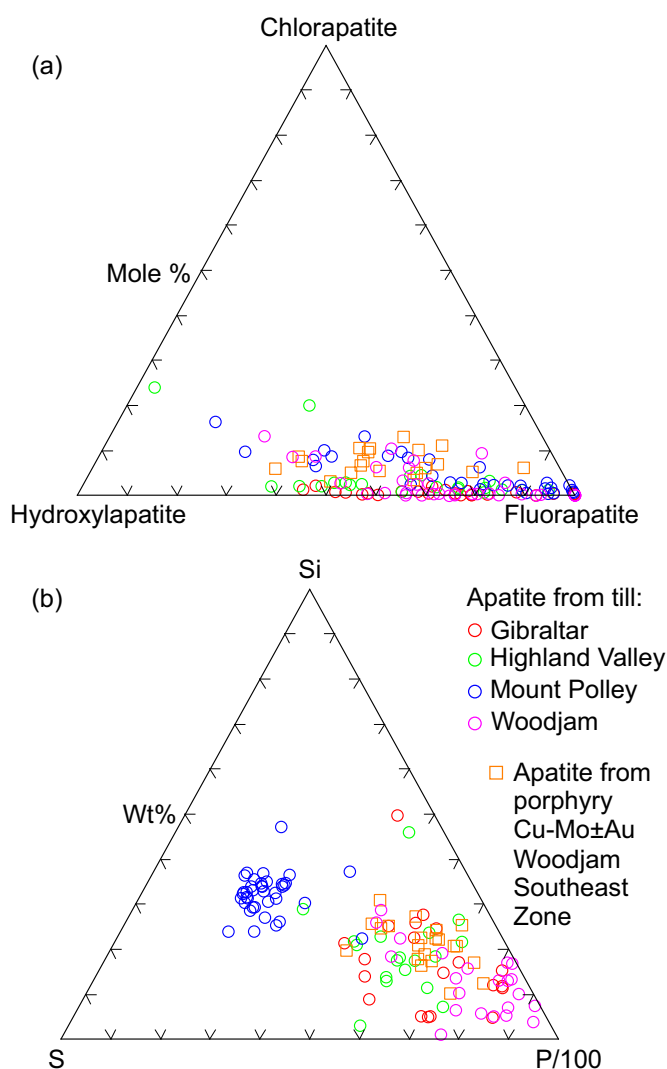 Chlorapatite
(a)
Mole %
Hydroxylapatite
Fluorapatite
(b)
Si
Wt%
S
P/100
Apatite from till:
Gibraltar
Highland Valley
Mount Polley
Woodjam
Apatite from
porphyry
Cu-Mo±Au
Woodjam
Southeast
Zone